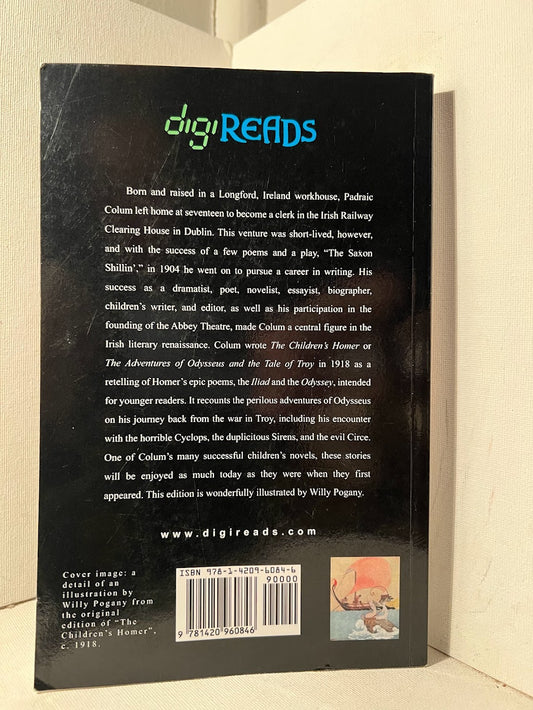 digiREADS
Born and raised in a Longford, Ireland workhouse, Padraic
Colum left home at seventeen to become a clerk in the Irish Railway
Clearing House in Dublin. This venture was short-lived, however,
and with the success of a few poems and a play, “The Saxon
Shillin’,” in 1904 he went on to pursue a career in writing. His
success as a dramatist, poet, novelist, essayist, biographer,
children’s writer, and editor, as well as his participation in the
founding of the Abbey Theatre, made Colum a central figure in the
Irish literary renaissance. Colum wrote The Children’s Homer or
The Adventures of Odysseus and the Tale of Troy in 1918 as a
retelling of Homer’s epic poems, the Iliad and the Odyssey, intended
for younger readers. It recounts the perilous adventures of Odysseus
on his journey back from the war in Troy, including his encounter
with the horrible Cyclops, the duplicitous Sirens, and the evil Circe.
One of Colum’s many successful children’s novels, these stories
will be enjoyed as much today as they were when they first
appeared. This edition is wonderfully illustrated by Willy Pogany.
www.digireads.com
Cover image: a
detail of an
illustration by
Willy Pogany from
the original
edition of “The
Children’s Homer”,
c. 1918.
ISBN 978-1-4209-6084-6
90000
9 781420 960846